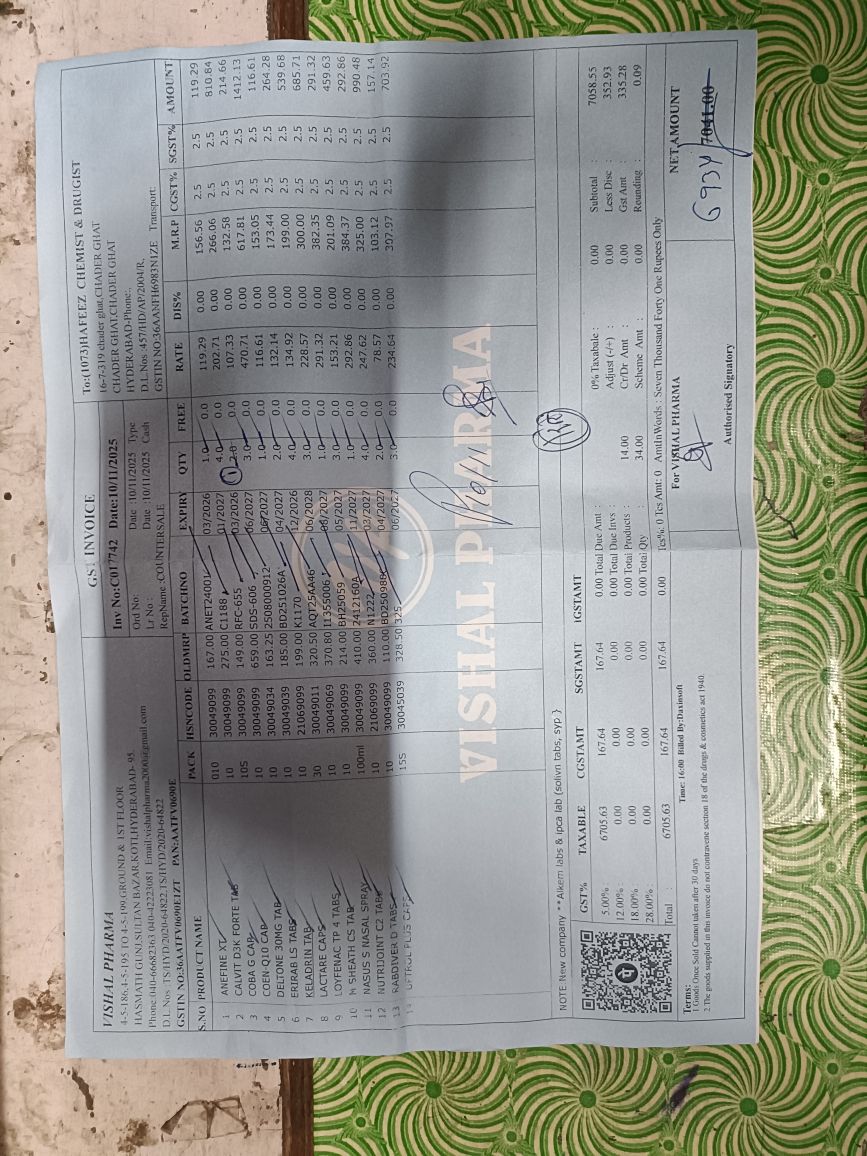 VISHAL PHARMA
4-5-186,4-5-195 TO 4-5-199,GROUND & 1ST FLOOR
HASMATH GUNJ,SULTAN BAZAR,KOTI,HYDERABAD- 95.
Phone:040-66682363 040-42223081 Email:vishalpharma2000@gmail.com
D.L Nos :TS/HYD/2020-64822,TS/HYD/2020-64822
GSTIN NO:36AATFV0690E1ZT PAN:AATFV0690E
GST INVOICE
Inv No:C017742 Date:10/11/2025
Ord No: Date :10/11/2025 Type
Lr No : Date :10/11/2025 Cash
RepName :COUNTERSALE
To:(1073)HAFEEZ CHEMIST & DRUGIST
16-7-319 chader ghat,CHADER GHAT
CHADER GHAT,CHADER GHAT
HYDERABAD-Phone:,
D.L.Nos :457/HD/AP/2004/R,
GSTIN NO:36AANFH6983N1ZE Transport:
S.NO PRODUCT NAME PACK HSNCODE OLDMRP BATCHNO EXPIRY QTY FREE RATE DIS% M.R.P CGST% SGST% AMOUNT
1 ANEFINE XT 010 30049099 167.00 ANET24001 03/2026 1.0 0.0 119.29 0.00 156.56 2.5 2.5 119.29
2 CALVIT D3K FORTE TAB 10 30049099 275.00 C1188 01/2027 4.0 0.0 202.71 0.00 266.06 2.5 2.5 810.84
3 COBA G CAP 10S 30049099 149.00 RFC-655 03/2026 1 2.0 0.0 107.33 0.00 132.58 2.5 2.5 214.66
4 COEN-Q10 CAP 10 30049099 659.00 SDS-606 06/2027 3.0 0.0 470.71 0.00 617.81 2.5 2.5 1412.13
5 DELTONE 30MG TAB 10 30049034 163.25 2508000912 06/2027 1.0 0.0 116.61 0.00 153.05 2.5 2.5 116.61
6 ERIRAB LS TABS 10 30049039 185.00 BD251026A 04/2027 2.0 0.0 132.14 0.00 173.44 2.5 2.5 264.28
7 KELADRIN TAB 10 21069099 199.00 K1170 12/2026 4.0 0.0 134.92 0.00 199.00 2.5 2.5 539.68
8 LACTARE CAPS 30 30049011 320.50 AQT25AA46 06/2028 3.0 0.0 228.57 0.00 300.00 2.5 2.5 685.71
9 LOYFENAC TP 4 TABS 10 30049069 370.80 11355006 08/2027 1.0 0.0 291.32 0.00 382.35 2.5 2.5 291.32
10 M SHEATH CS TAB 10 30049099 214.00 BH25059 05/2027 3.0 0.0 153.21 0.00 201.09 2.5 2.5 459.63
11 NASUS S NASAL SPRAY 100ml 30049099 410.00 2412160A 11/2027 1.0 0.0 292.86 0.00 384.37 2.5 2.5 292.86
12 NUTRIJOINT C2 TABS 10 21069099 360.00 N1222 03/2027 4.0 0.0 247.62 0.00 325.00 2.5 2.5 990.48
13 RABDIVER D TABS 10 30049099 110.00 BD25098B 04/2027 2.0 0.0 78.57 0.00 103.12 2.5 2.5 157.14
14 UPTROL PLUS CAPS 15S 30045039 328.50 325 06/2027 3.0 0.0 234.64 0.00 307.97 2.5 2.5 703.92
VISHAL PHARMA
10/11
NOTE:New company **Alkem labs & ipca lab (solivn tabs, syp.}
GST% TAXABLE CGSTAMT SGSTAMT IGSTAMT
5.00% : 6705.63 167.64 167.64 0.00 Total Due Amt :
12.00% : 0.00 0.00 0.00 0.00 Total Due Invs :
18.00% : 0.00 0.00 0.00 0.00 Total Products : 14.00
28.00% : 0.00 0.00 0.00 0.00 Total Qty : 34.00
Total : 6705.63 167.64 167.64 0.00
0% Taxabale : 0.00
Adjust (-/+) : 0.00
Cr/Dr Amt : 0.00
Scheme Amt : 0.00
Subtotal : 7058.55
Less Disc : 352.93
Gst Amt : 335.28
Rounding : 0.09
Tcs%: 0 Tcs Amt: 0 AmtInWords : Seven Thousand Forty One Rupees Only
Time: 16:00 Billed By:Daxinsoft
Terms:
1 Goods Once Sold Cannot taken after 30 days
2 The goods supplied in this invoice do not contravene section 18 of the drugs & cosmetics act 1940.
For VISHAL PHARMA
Authorised Signatory
NET AMOUNT
6934 7041.00